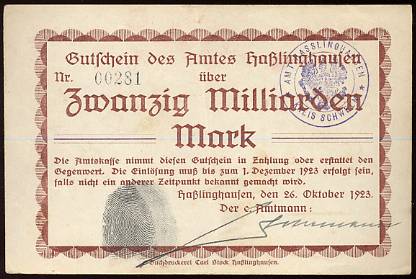 Gutschein des Amtes Haßlinghausen
Nr. 00281 über
Zwanzig Milliarden
Mark
Die Amtskasse nimmt diesen Gutschein in Zahlung oder erstattet den
Gegenwert. Die Einlösung muß bis zum 1. Dezember 1923 erfolgt sein,
falls nicht ein anderer Zeitpunkt bekannt gemacht wird.
Haßlinghausen, den 26. Oktober 1923.
Der c. Amtmann:
Buchdruckerei Carl Stock Haßlinghausen.
AMT HASSLINGHAUSEN
KREIS SCHWELM